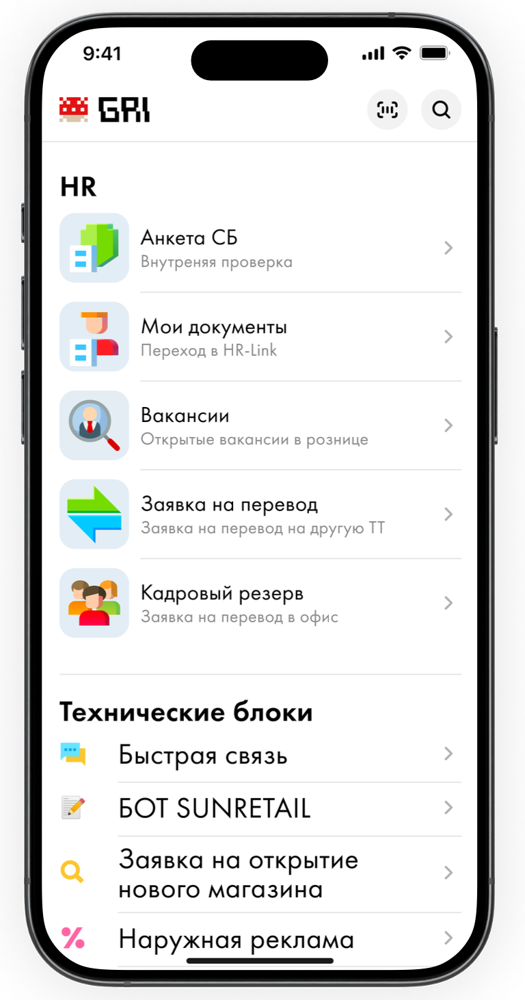 9:41
GRI
HR
Анкета СБ
Внутреняя проверка
Мои документы
Переход в HR-Link
Вакансии
Открытые вакансии в рознице
Заявка на перевод
Заявка на перевод на другую ТТ
Кадровый резерв
Заявка на перевод в офис
Технические блоки
Быстрая связь
БОТ SUNRETAIL
Заявка на открытие
нового магазина
Наружная реклама